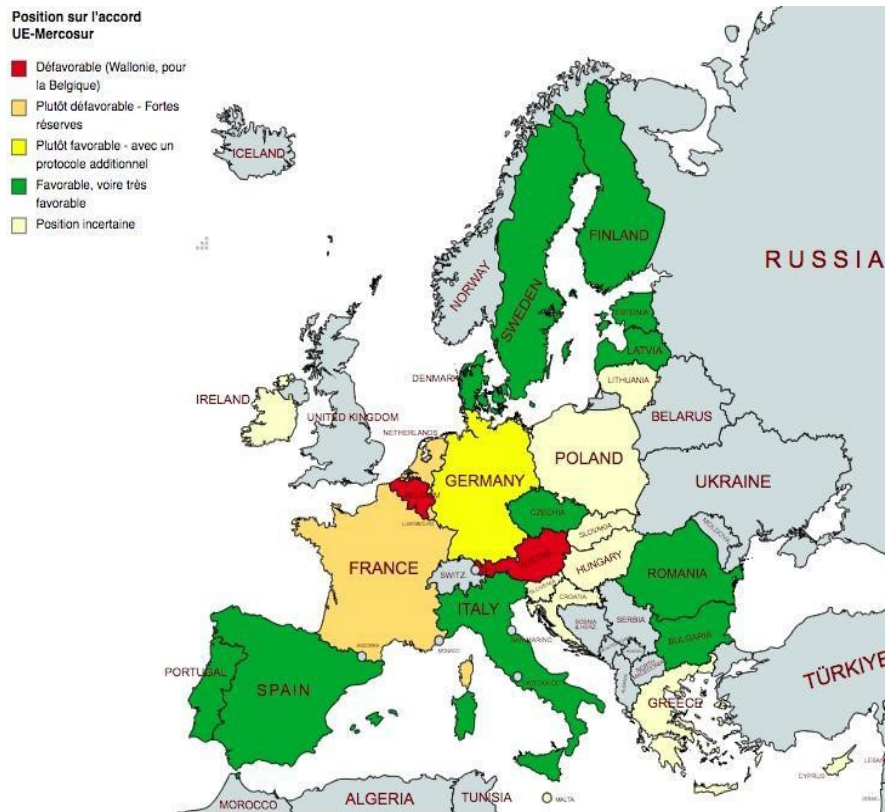 Position sur l'accord
UE-Mercosur
Défavorable (Wallonie, pour
la Belgique)
Plutôt défavorable - Fortes
réserves
Plutôt favorable - avec un
protocole additionnel
Favorable, voire très
favorable
Position incertaine
ICELAND
FINLAND
RUSSIA
NORWAY
SWEDEN
ESTONIA
LATVIA
DENMARK
LITHUANIA
IRELAND
UNITED KINGDOM
BELARUS
NETHERLANDS
POLAND
GERMANY
UKRAINE
BELGIUM
CZECHIA
LUXEMBOURG
SLOVAKIA
MOLDOVA
AUSTRIA
FRANCE
SWITZ.
HUNGARY
ROMANIA
SLOVENIA
CROATIA
ITALY
BOSNIA
& HERZ.
SERBIA
SAN MARINO
ANDORRA
MONACO
BULGARIA
PORTUGAL
SPAIN
VATICAN CITY
TÜRKIYE
GREECE
CYPRUS
MALTA
TUNISIA
ALGERIA
MOROCCO